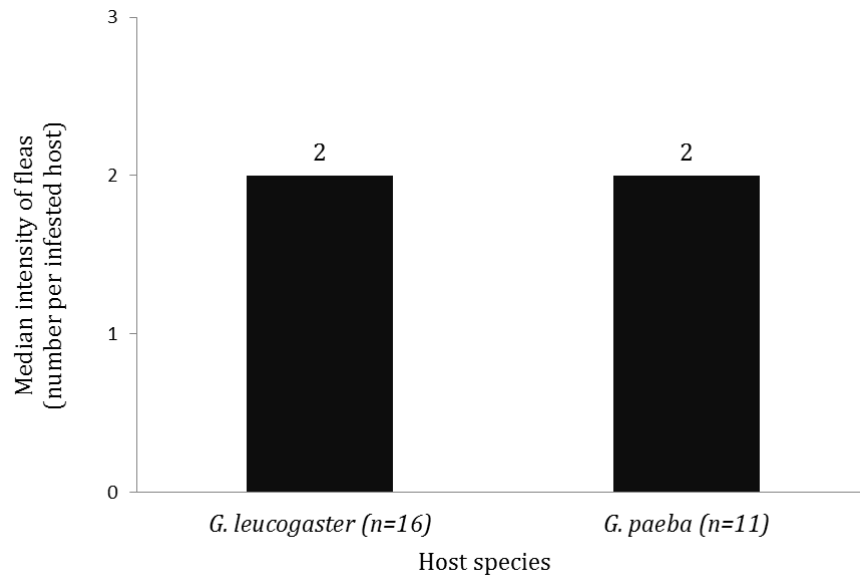 Median intensity of fleas
(number per infested host)
3
2
1
0
2
2
G. leucogaster (n=16)
G. paeba (n=11)
Host species